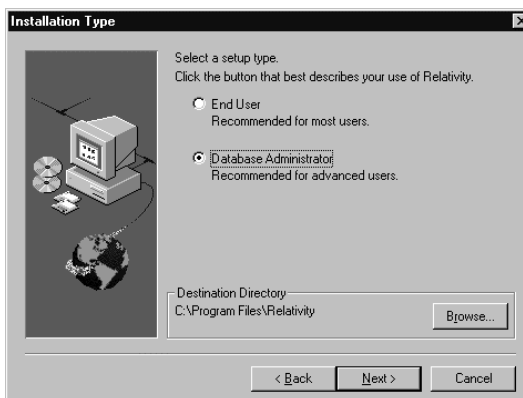 Installation Type
Select a setup type.
Click the button that best describes your use of Relativity.
End User
Recommended for most users.
Database Administrator
Recommended for advanced users.
Destination Directory
C:\Program Files\Relativity
Browse...
< Back
Next >
Cancel